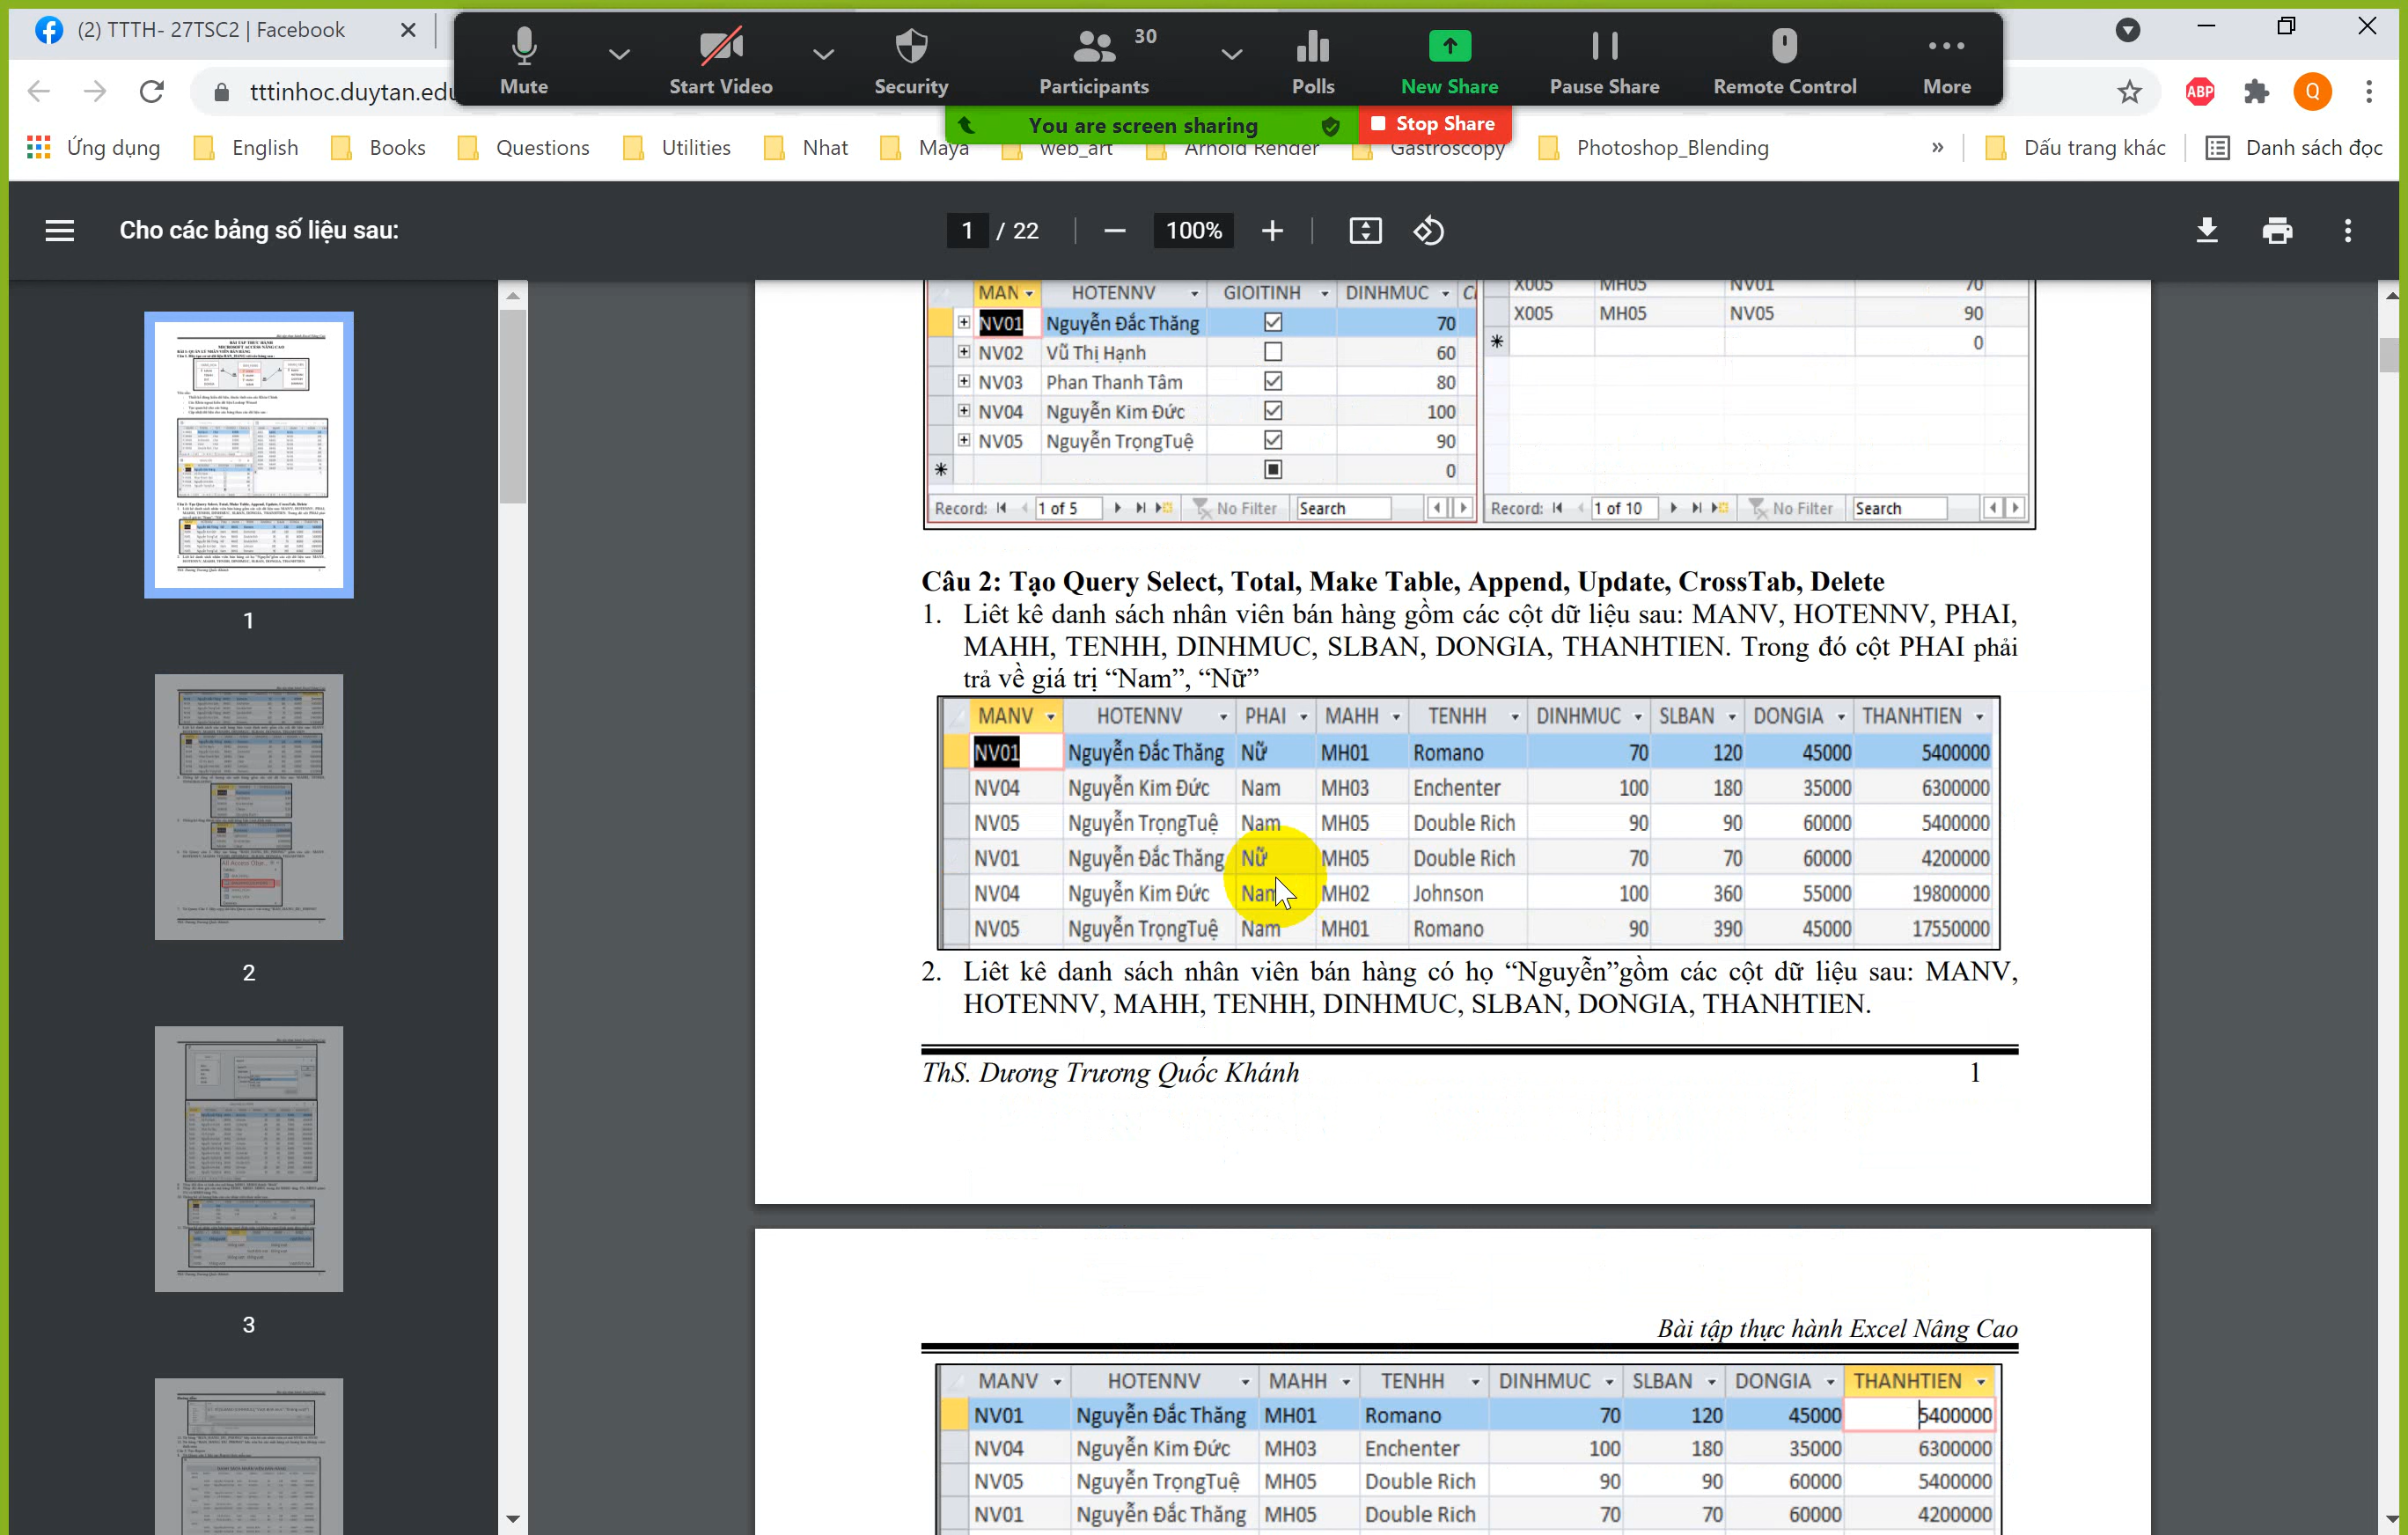 (2) TTTH- 27TSC2 | Facebook
Mute
Start Video
Security
30
Participants
Polls
New Share
Pause Share
Remote Control
More
tttinhoc.duytan.edu
ABP
Q
You are screen sharing
Stop Share
Ứng dụng
English
Books
Questions
Utilities
Nhat
Maya
web_art
Arnold Render
Gastroscopy
Photoshop_Blending
»
Dấu trang khác
Danh sách đọc
Cho các bảng số liệu sau:
1 / 22
100%
MAN HOTENNV GIOITINH DINHMUC
NV01 Nguyễn Đắc Thăng 70
NV02 Vũ Thị Hạnh 60
NV03 Phan Thanh Tâm 80
NV04 Nguyễn Kim Đức 100
NV05 Nguyễn TrọngTuệ 90
0
Record: 1 of 5 No Filter Search
X005 MH05 NV01 70
X005 MH05 NV05 90
0
Record: 1 of 10 No Filter Search
Câu 2: Tạo Query Select, Total, Make Table, Append, Update, CrossTab, Delete
1. Liêt kê danh sách nhân viên bán hàng gồm các cột dữ liệu sau: MANV, HOTENNV, PHAI,
MAHH, TENHH, DINHMUC, SLBAN, DONGIA, THANHTIEN. Trong đó cột PHAI phải
trả về giá trị “Nam”, “Nữ”
MANV HOTENNV PHAI MAHH TENHH DINHMUC SLBAN DONGIA THANHTIEN
NV01 Nguyễn Đắc Thăng Nữ MH01 Romano 70 120 45000 5400000
NV04 Nguyễn Kim Đức Nam MH03 Enchenter 100 180 35000 6300000
NV05 Nguyễn TrọngTuệ Nam MH05 Double Rich 90 90 60000 5400000
NV01 Nguyễn Đắc Thăng Nữ MH05 Double Rich 70 70 60000 4200000
NV04 Nguyễn Kim Đức Nam MH02 Johnson 100 360 55000 19800000
NV05 Nguyễn TrọngTuệ Nam MH01 Romano 90 390 45000 17550000
2. Liêt kê danh sách nhân viên bán hàng có họ “Nguyễn”gồm các cột dữ liệu sau: MANV,
HOTENNV, MAHH, TENHH, DINHMUC, SLBAN, DONGIA, THANHTIEN.
ThS. Dương Trương Quốc Khánh 1
Bài tập thực hành Excel Nâng Cao
MANV HOTENNV MAHH TENHH DINHMUC SLBAN DONGIA THANHTIEN
NV01 Nguyễn Đắc Thăng MH01 Romano 70 120 45000 5400000
NV04 Nguyễn Kim Đức MH03 Enchenter 100 180 35000 6300000
NV05 Nguyễn TrọngTuệ MH05 Double Rich 90 90 60000 5400000
NV01 Nguyễn Đắc Thăng MH05 Double Rich 70 70 60000 4200000
1
2
3